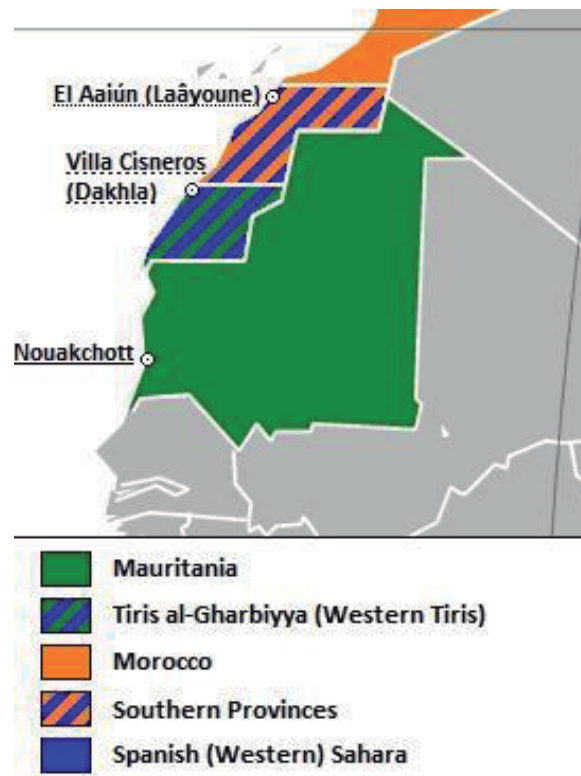 El Aaiún (Laâyoune)
Villa Cisneros
(Dakhla)
Nouakchott
Mauritania
Tiris al-Gharbiyya (Western Tiris)
Morocco
Southern Provinces
Spanish (Western) Sahara